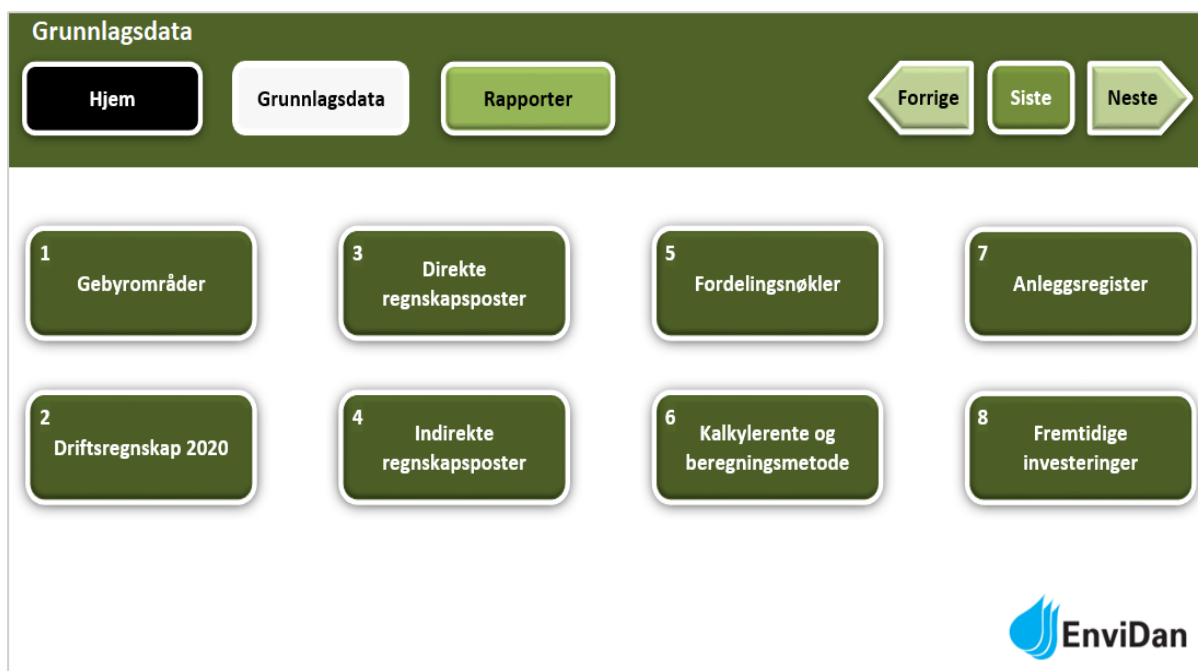 Grunnlagsdata
Hjem
Grunnlagsdata
Rapporter
Forrige
Siste
Neste
1
Gebyrområder
3
Direkte
regnskapsposter
5
Fordelingsnøkler
7
Anleggsregister
2
Driftsregnskap 2020
4
Indirekte
regnskapsposter
6
Kalkylerente og
beregningsmetode
8
Fremtidige
investeringer
EnviDan